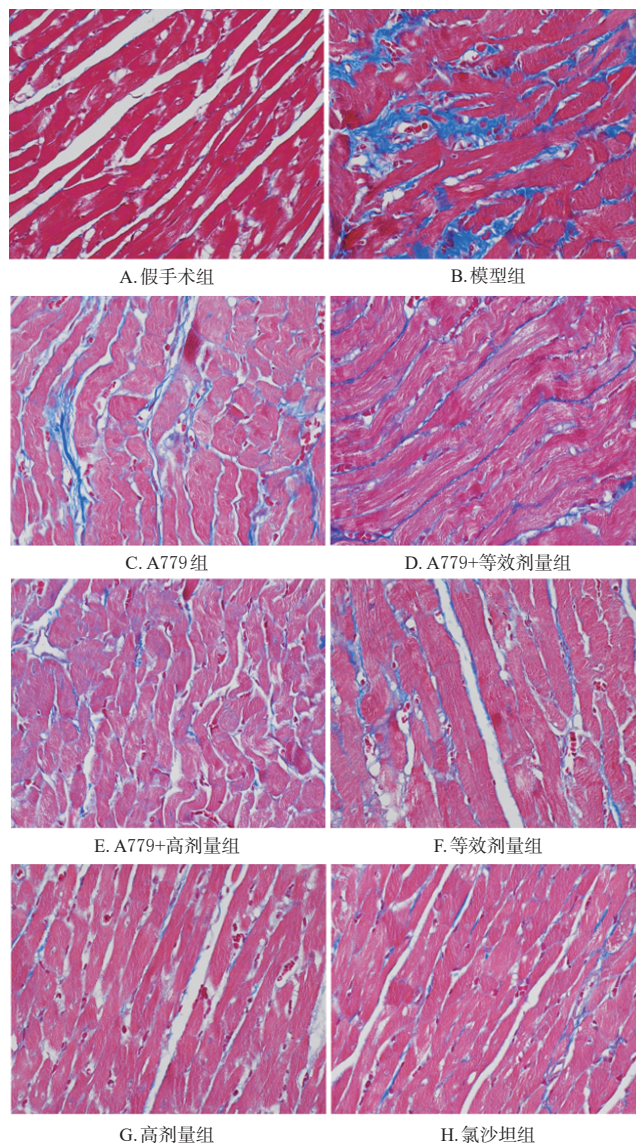 A. 假手术组
B. 模型组
C. A779 组
D. A779+等效剂量组
E. A779+高剂量组
F. 等效剂量组
G. 高剂量组
H. 氯沙坦组